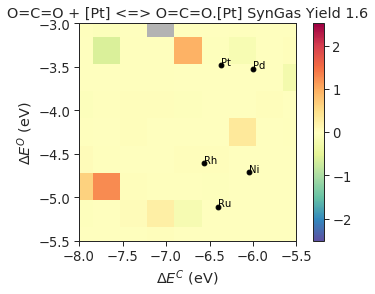 O=C=O + [Pt] <=> O=C=O.[Pt] SynGas Yield 1.6
−3.0
−3.5
−4.0
−4.5
−5.0
−5.5
ΔE^O (eV)
Pt
Pd
Rh
Ni
Ru
−8.0 −7.5 −7.0 −6.5 −6.0 −5.5
ΔE^C (eV)
2
1
0
−1
−2